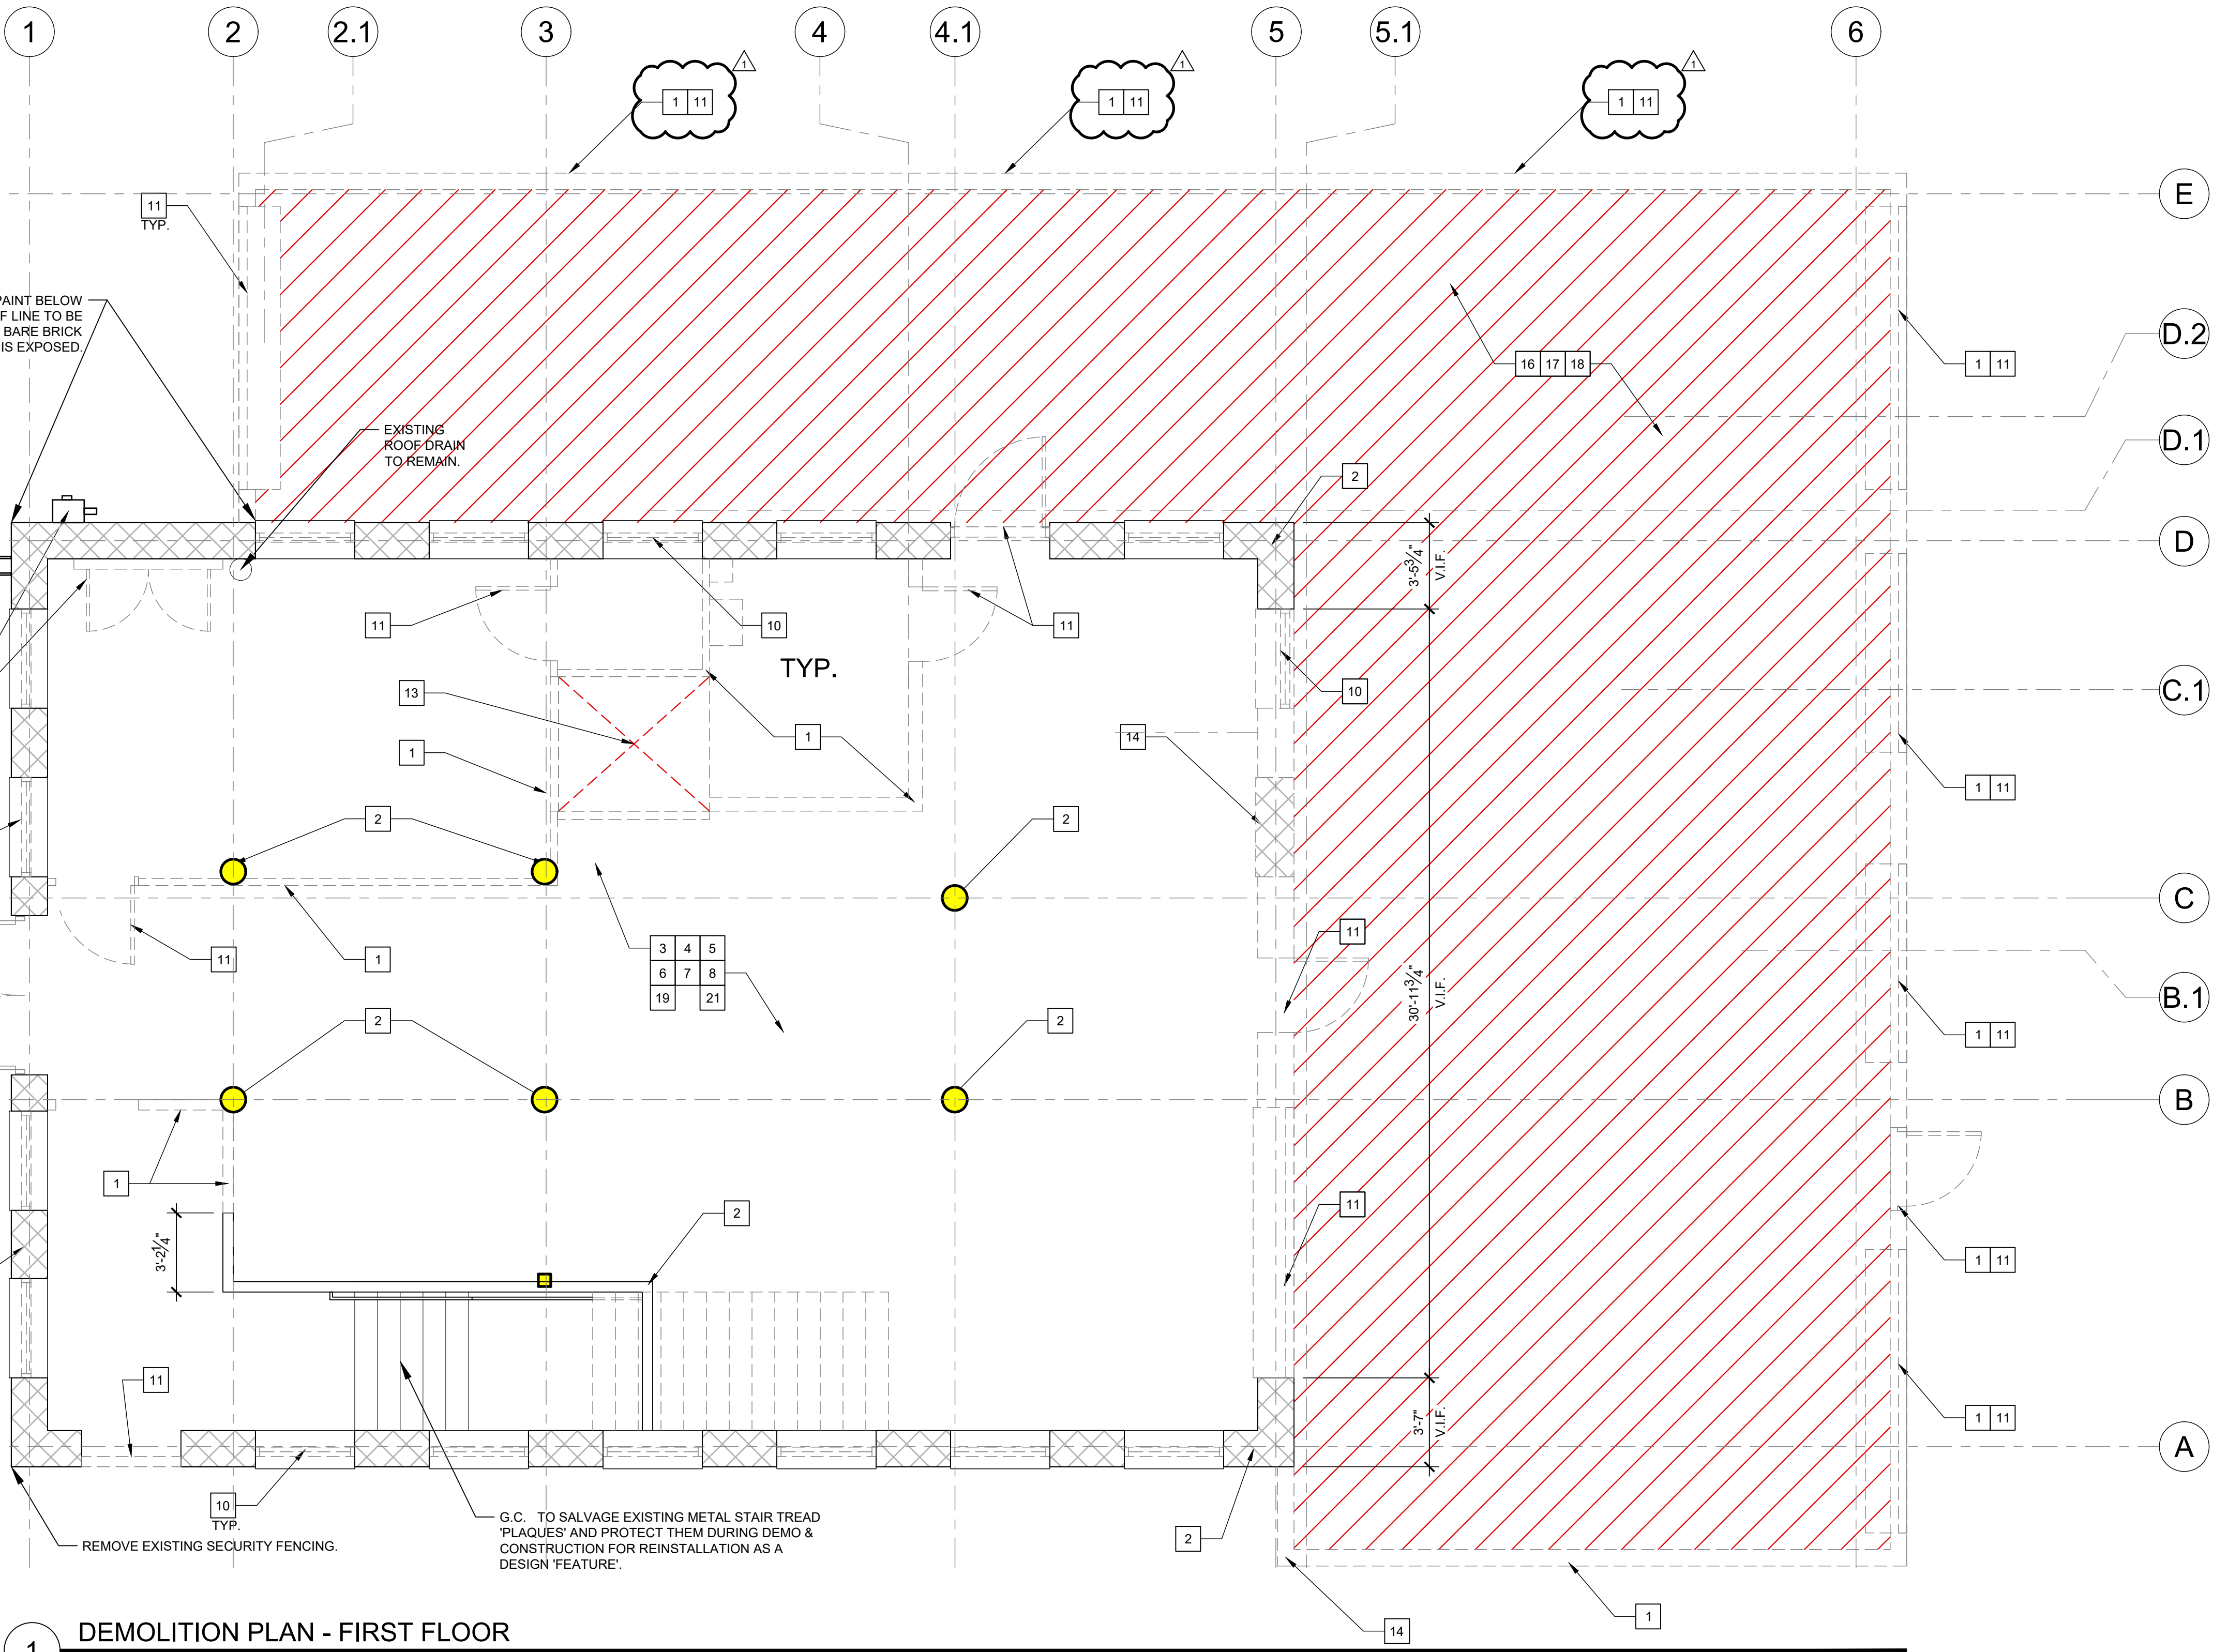 1 2 2.1 3 4 4.1 5 5.1 6
1 11 1
1 11 1
1 11 1
E
11
TYP.
PAINT BELOW
F LINE TO BE
BARE BRICK
IS EXPOSED.
D.2
16 17 18
1 11
EXISTING
ROOF DRAIN
TO REMAIN.
D.1
2
D
3'-5¾"
V.I.F.
11
10
11
TYP.
13
10
C.1
1
14
1
1 11
2
2
C
11
11
1
3 4 5
6 7 8
19 21
30'-11¾"
V.I.F.
B.1
2
2
1 11
B
1
2
11
3'-2¼"
1 11
11
3'-7"
V.I.F.
1 11
A
10
TYP.
G.C. TO SALVAGE EXISTING METAL STAIR TREAD
'PLAQUES' AND PROTECT THEM DURING DEMO &
CONSTRUCTION FOR REINSTALLATION AS A
DESIGN 'FEATURE'.
REMOVE EXISTING SECURITY FENCING.
2
1
14
1
DEMOLITION PLAN - FIRST FLOOR